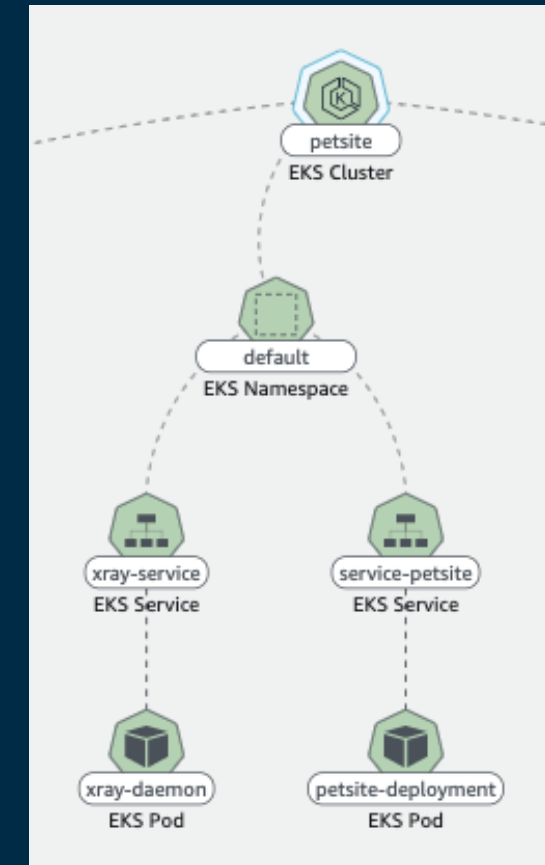 petsite
EKS Cluster
default
EKS Namespace
xray-service
EKS Service
service-petsite
EKS Service
xray-daemon
EKS Pod
petsite-deployment
EKS Pod